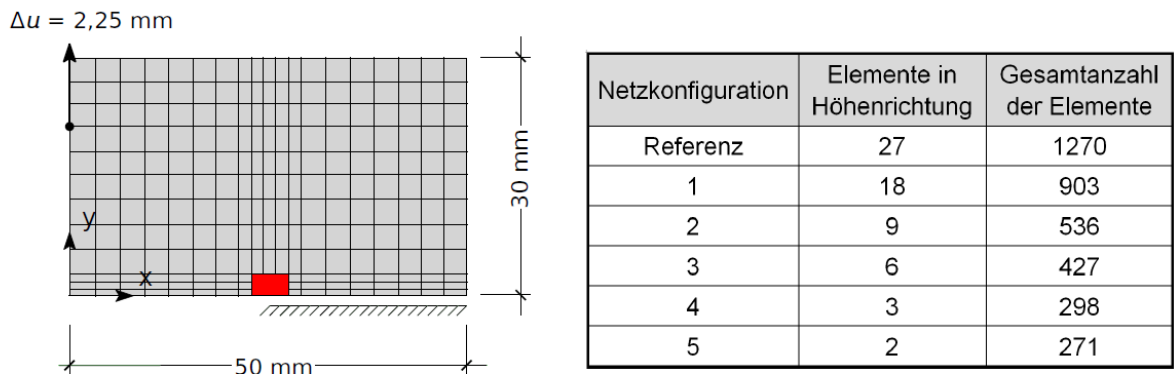 Δu = 2,25 mm
y
x
30 mm
50 mm
Netzkonfiguration
Elemente in
Höhenrichtung
Gesamtanzahl
der Elemente
Referenz 27 1270
1 18 903
2 9 536
3 6 427
4 3 298
5 2 271